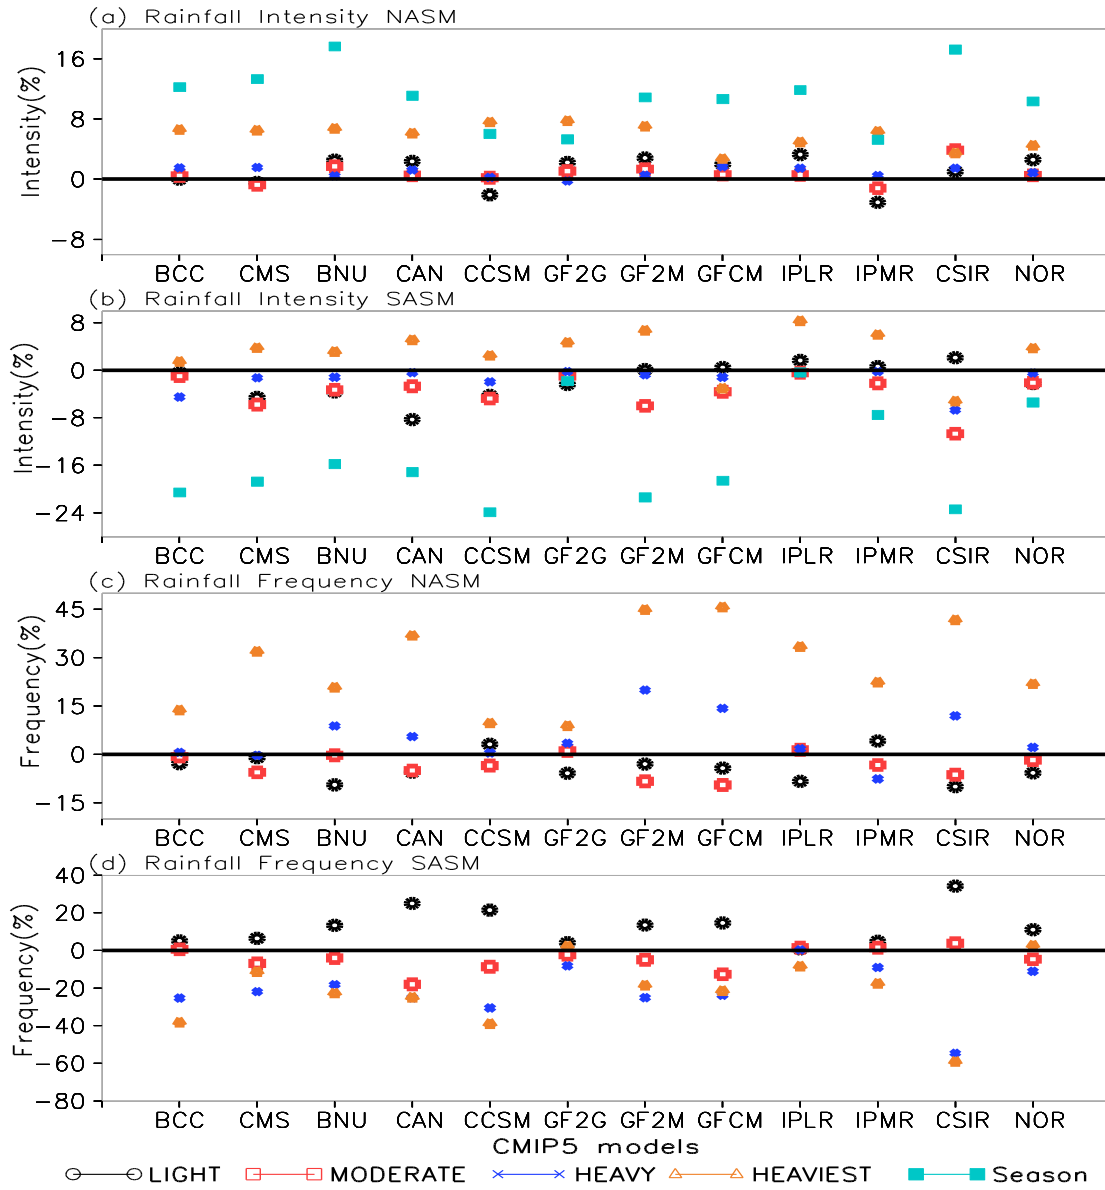 (a) Rainfall Intensity NASM
Intensity(%)
16
8
0
−8
BCC CMS BNU CAN CCSM GF2G GF2M GFCM IPLR IPMR CSIR NOR
(b) Rainfall Intensity SASM
Intensity(%)
8
0
−8
−16
−24
BCC CMS BNU CAN CCSM GF2G GF2M GFCM IPLR IPMR CSIR NOR
(c) Rainfall Frequency NASM
Frequency(%)
45
30
15
0
−15
BCC CMS BNU CAN CCSM GF2G GF2M GFCM IPLR IPMR CSIR NOR
(d) Rainfall Frequency SASM
Frequency(%)
40
20
0
−20
−40
−60
−80
BCC CMS BNU CAN CCSM GF2G GF2M GFCM IPLR IPMR CSIR NOR
CMIP5 models
LIGHT MODERATE HEAVY HEAVIEST Season